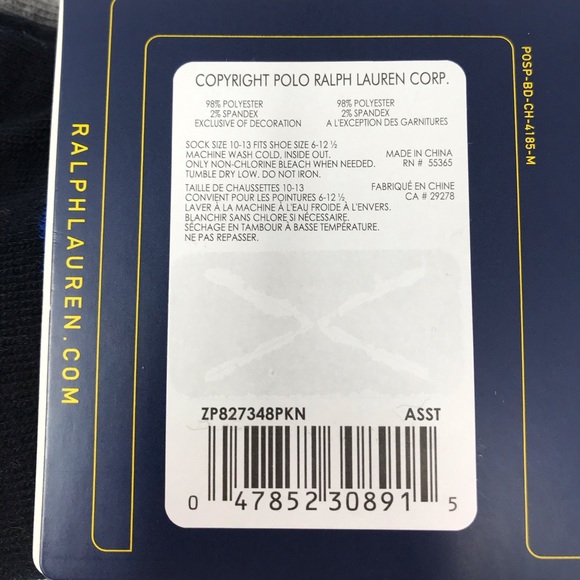 COPYRIGHT POLO RALPH LAUREN CORP.
98% POLYESTER
2% SPANDEX
EXCLUSIVE OF DECORATION
98% POLYESTER
2% SPANDEX
A L'EXCEPTION DES GARNITURES
SOCK SIZE 10-13 FITS SHOE SIZE 6-12 ½
MACHINE WASH COLD, INSIDE OUT.
ONLY NON-CHLORINE BLEACH WHEN NEEDED.
TUMBLE DRY LOW. DO NOT IRON.
MADE IN CHINA
RN # 55365
TAILLE DE CHAUSSETTES 10-13
CONVIENT POUR LES POINTURES 6-12 ½
LAVER À LA MACHINE À L'EAU FROIDE À L'ENVERS.
BLANCHIR SANS CHLORE SI NÉCESSAIRE.
SÉCHAGE EN TAMBOUR À BASSE TEMPÉRATURE.
NE PAS REPASSER.
FABRIQUÉ EN CHINE
CA # 29278
ZP827348PKN ASST
0 47852 30891 5
RALPHLAUREN.COM
POSP-BD-CH-4185-M